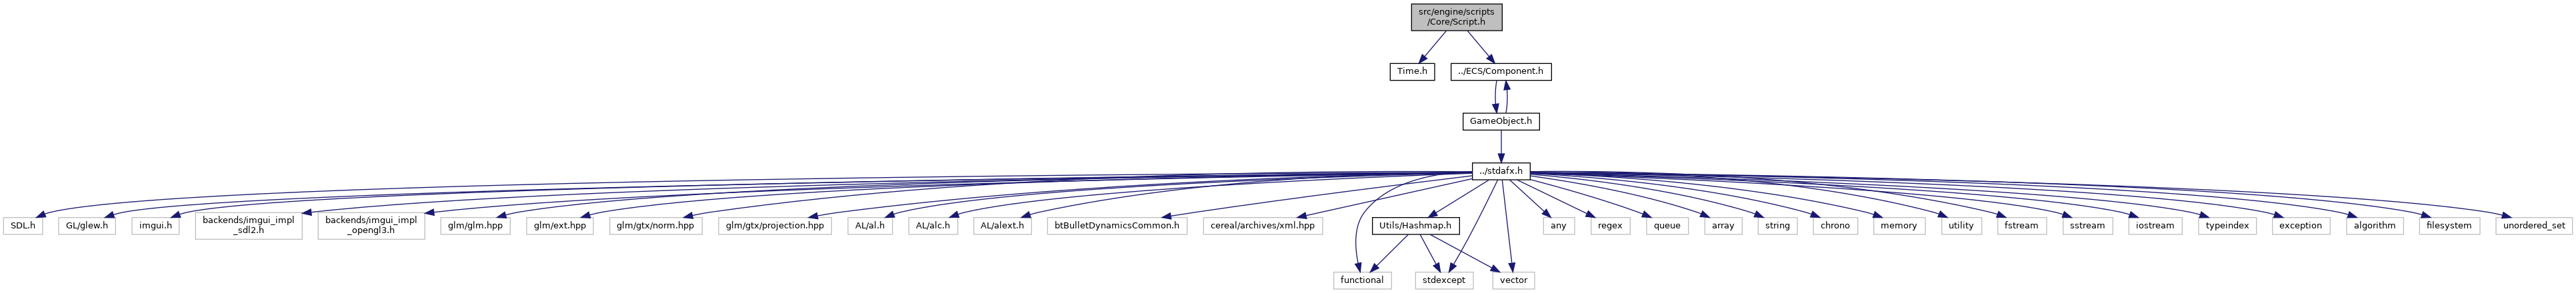 src/engine/scripts
/Core/Script.h
Time.h
../ECS/Component.h
GameObject.h
../stdafx.h
SDL.h
GL/glew.h
imgui.h
backends/imgui_impl
_sdl2.h
backends/imgui_impl
_opengl3.h
glm/glm.hpp
glm/ext.hpp
glm/gtx/norm.hpp
glm/gtx/projection.hpp
AL/al.h
AL/alc.h
AL/alext.h
btBulletDynamicsCommon.h
cereal/archives/xml.hpp
Utils/Hashmap.h
any
regex
queue
array
string
chrono
memory
utility
fstream
sstream
iostream
typeindex
exception
algorithm
filesystem
unordered_set
functional
stdexcept
vector